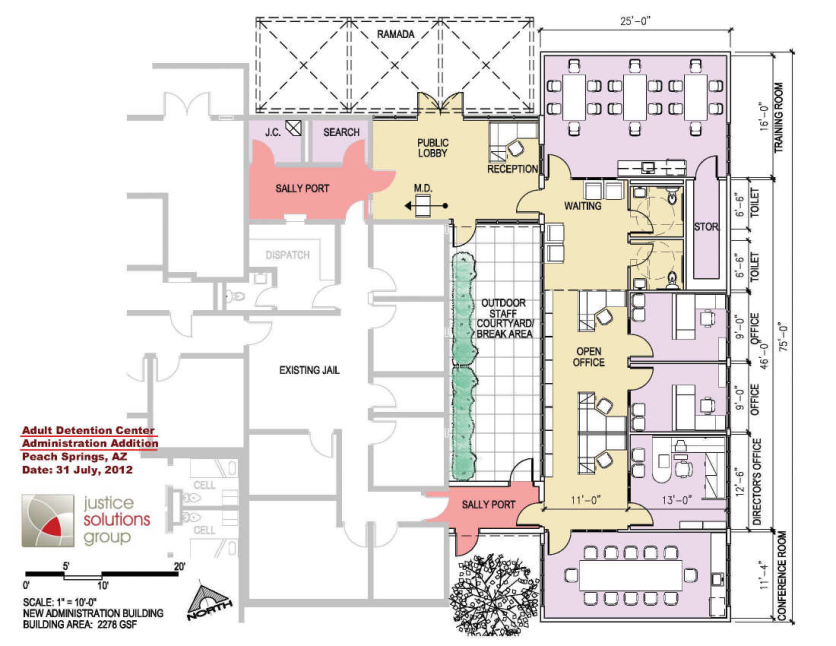 25'-0"
RAMADA
16'-0"
TRAINING ROOM
J.C.
SEARCH
PUBLIC
LOBBY
RECEPTION
SALLY PORT
M.D.
WAITING
STOR.
6'-6"
TOILET
DISPATCH
6'-6"
TOILET
OUTDOOR
STAFF
COURTYARD/
BREAK AREA
EXISTING JAIL
OPEN
OFFICE
9'-0"
OFFICE
46'-0"
75'-0"
9'-0"
OFFICE
Adult Detention Center
Administration Addition
Peach Springs, AZ
Date: 31 July, 2012
CELL
CELL
SALLY PORT
11'-0"
13'-0"
12'-6"
DIRECTOR'S OFFICE
justice
solutions
group
11'-4"
CONFERENCE ROOM
5'
20'
0'
10'
NORTH
SCALE: 1" = 10'-0"
NEW ADMINISTRATION BUILDING
BUILDING AREA: 2278 GSF